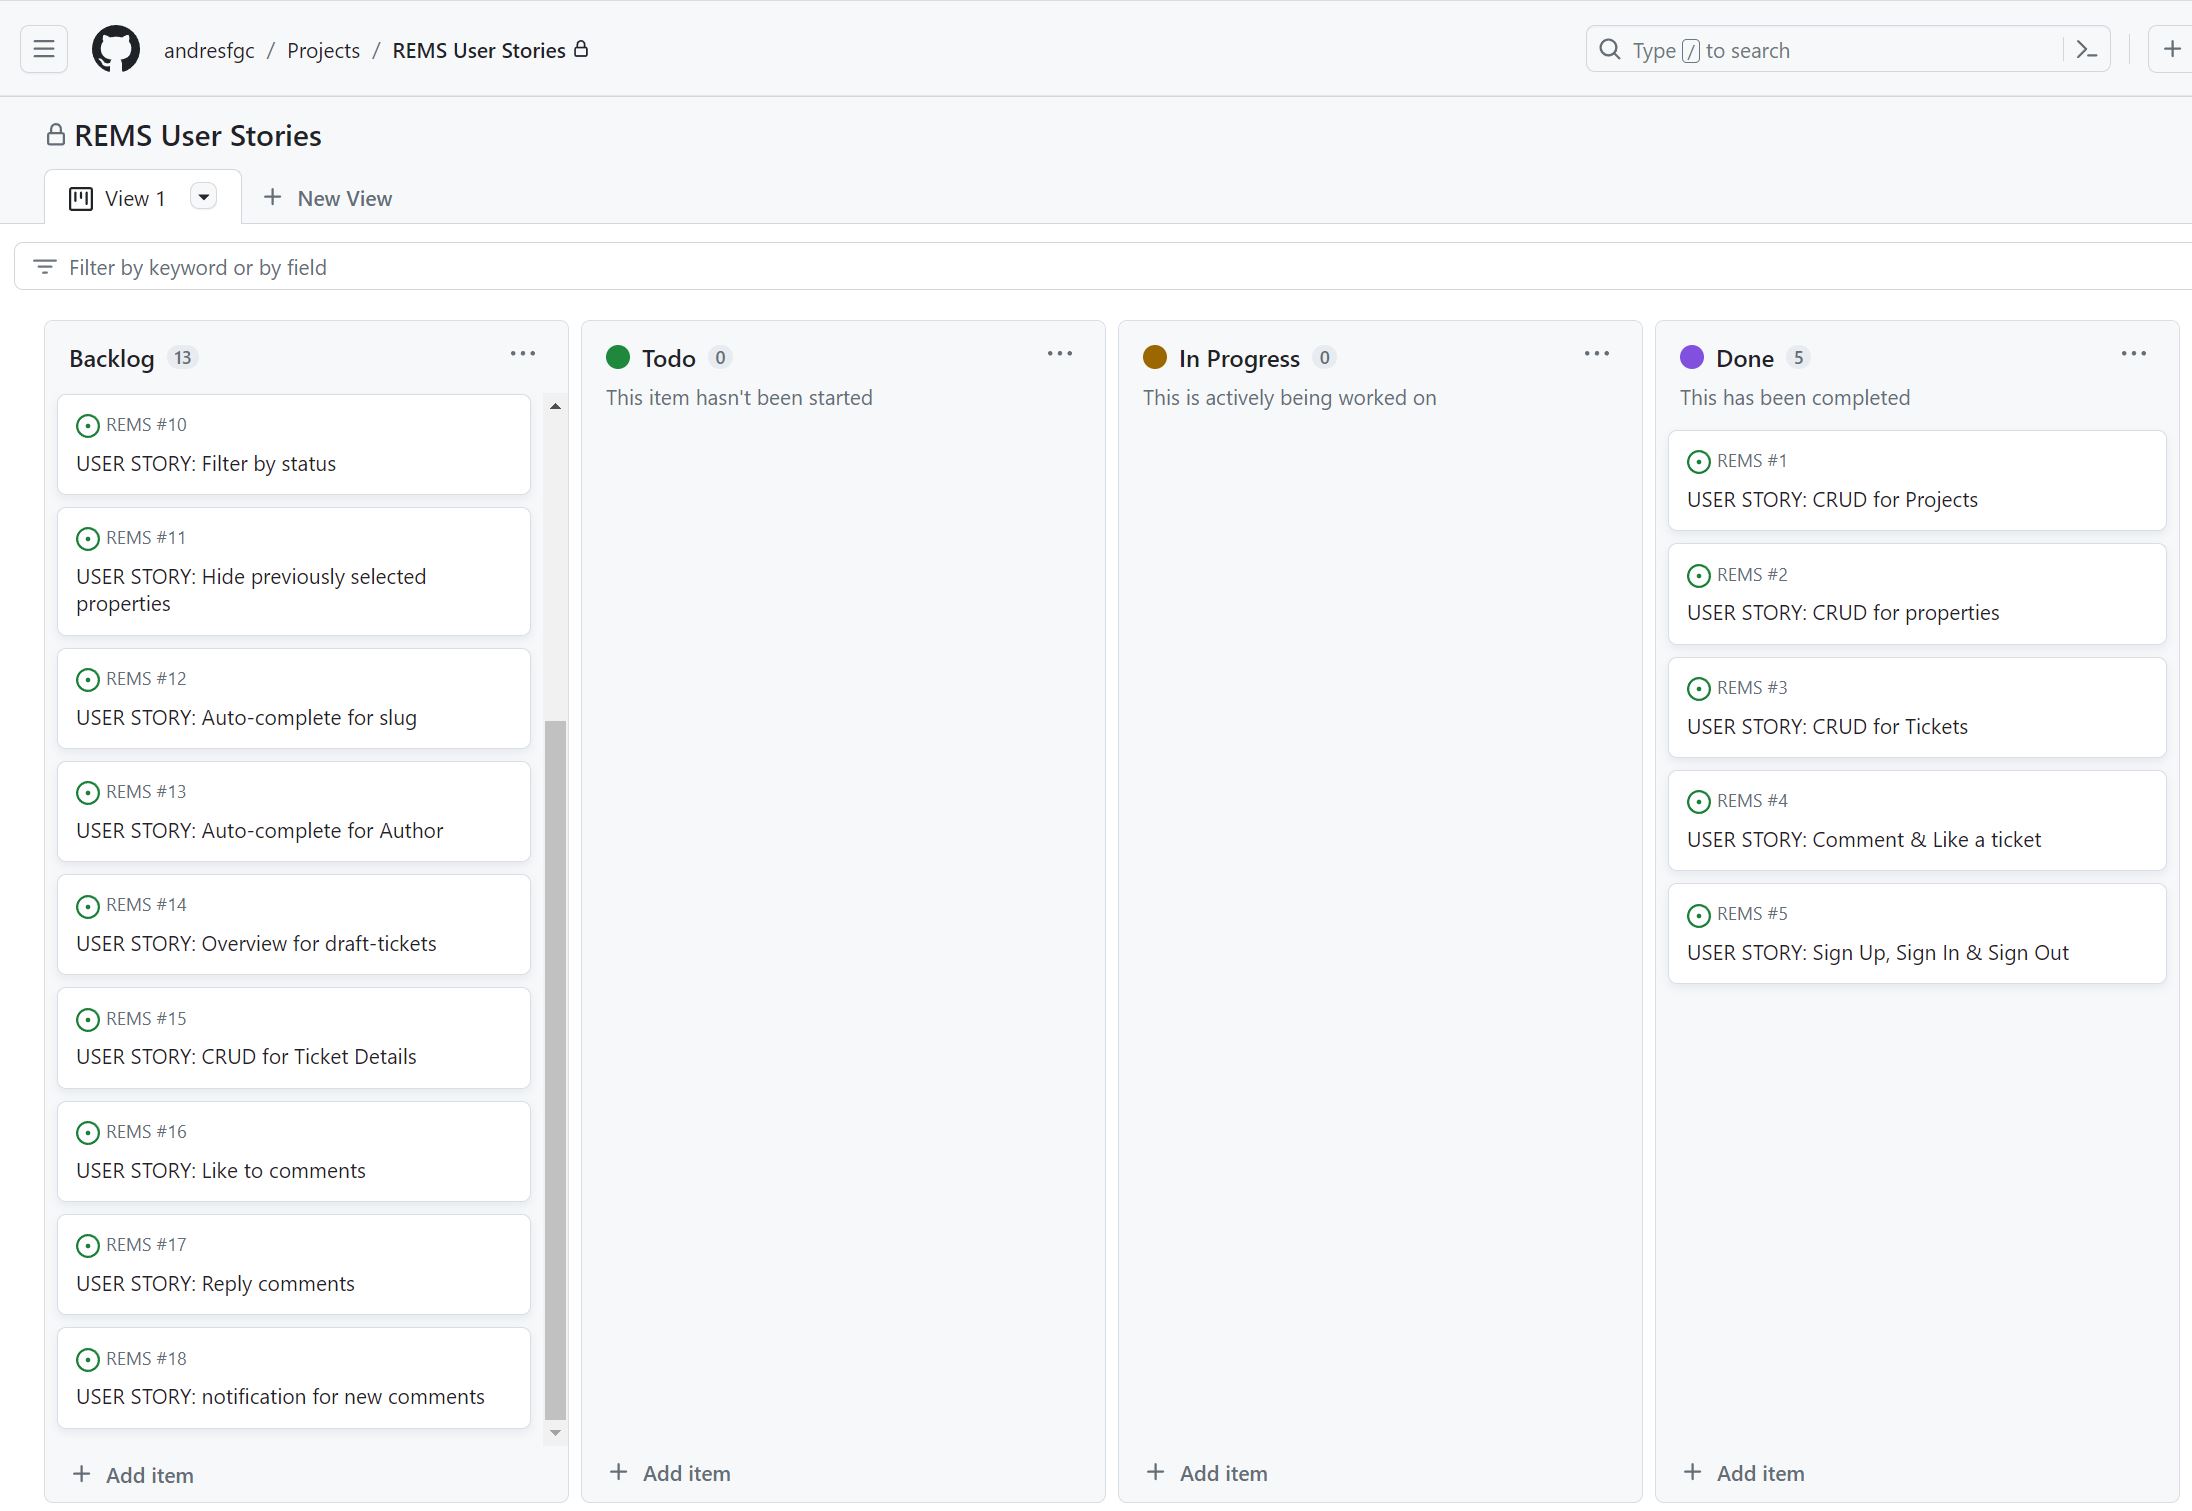 andresfgc / Projects / REMS User Stories
Type / to search
REMS User Stories
View 1
New View
Filter by keyword or by field
Backlog 13
REMS #10
USER STORY: Filter by status
REMS #11
USER STORY: Hide previously selected
properties
REMS #12
USER STORY: Auto-complete for slug
REMS #13
USER STORY: Auto-complete for Author
REMS #14
USER STORY: Overview for draft-tickets
REMS #15
USER STORY: CRUD for Ticket Details
REMS #16
USER STORY: Like to comments
REMS #17
USER STORY: Reply comments
REMS #18
USER STORY: notification for new comments
+ Add item
Todo 0
This item hasn't been started
+ Add item
In Progress 0
This is actively being worked on
+ Add item
Done 5
This has been completed
REMS #1
USER STORY: CRUD for Projects
REMS #2
USER STORY: CRUD for properties
REMS #3
USER STORY: CRUD for Tickets
REMS #4
USER STORY: Comment & Like a ticket
REMS #5
USER STORY: Sign Up, Sign In & Sign Out
+ Add item